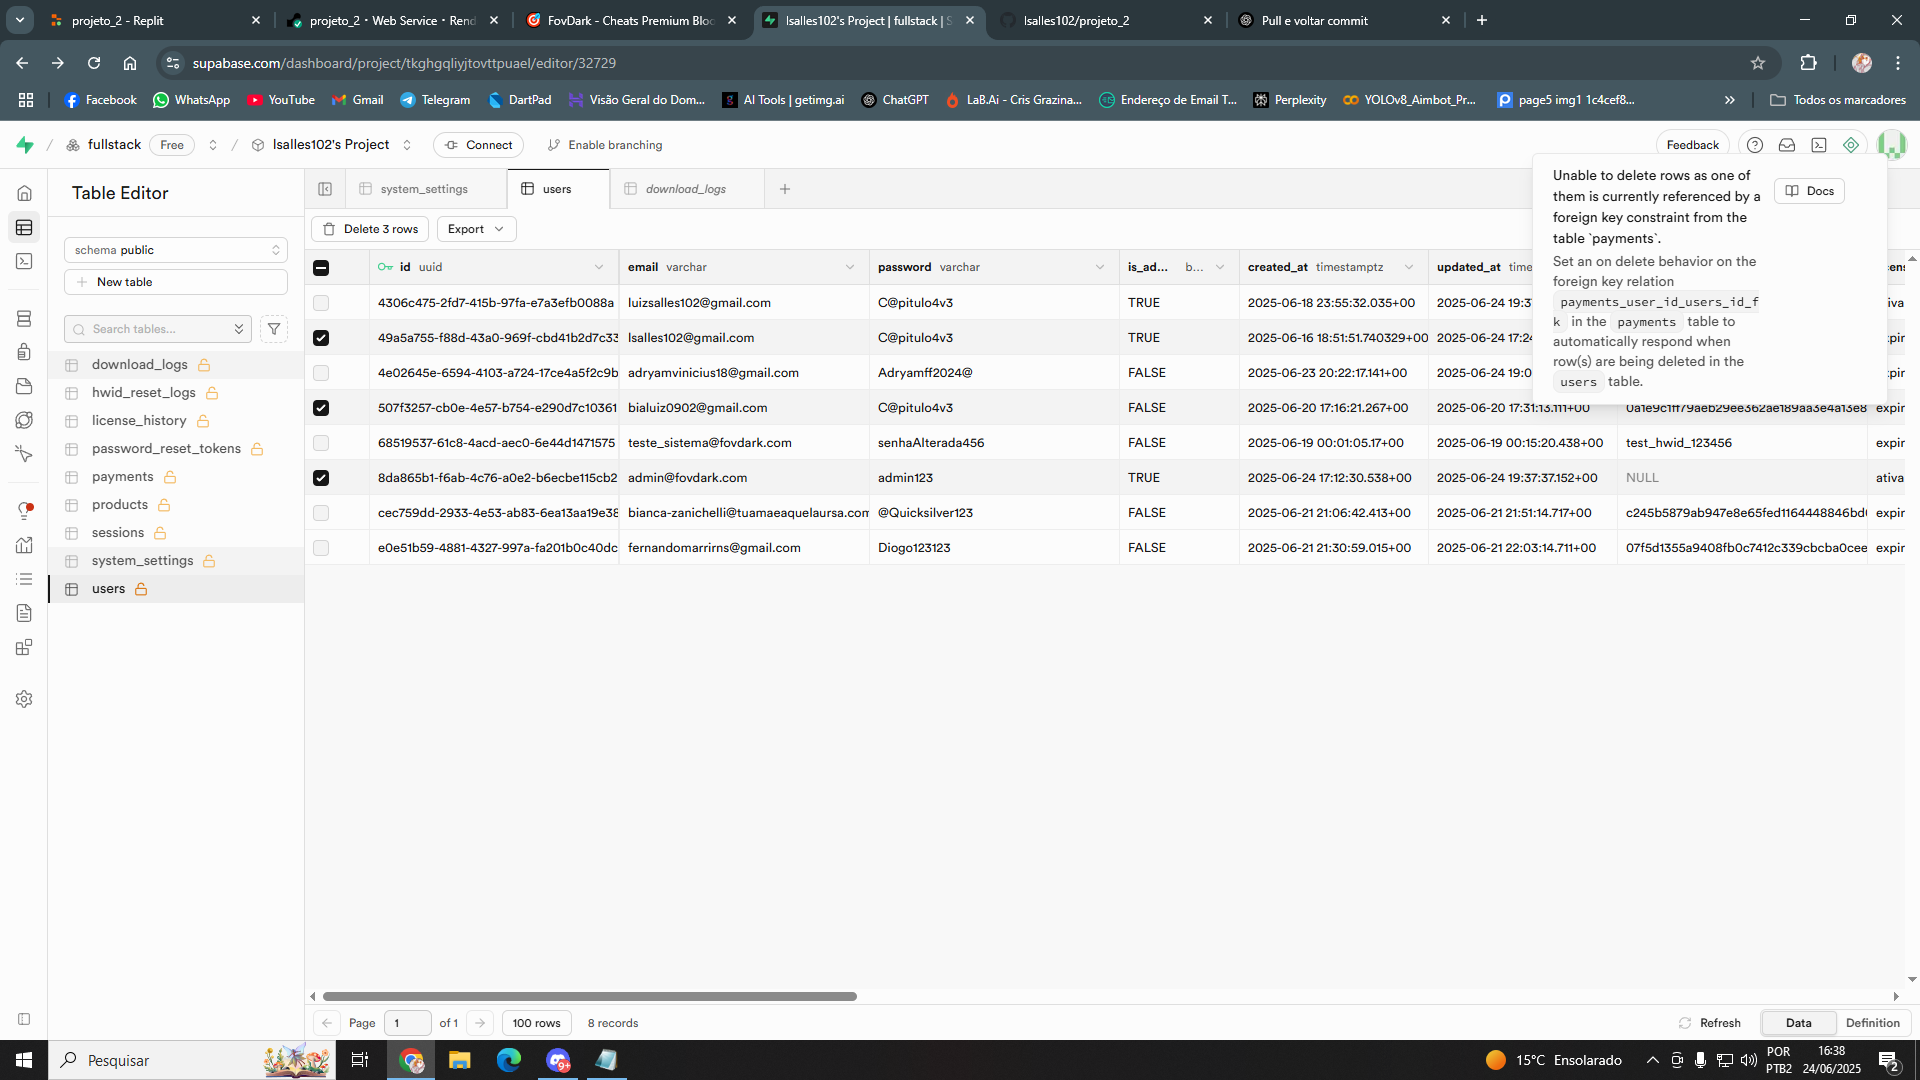 projeto_2 - Replit
projeto_2 · Web Service · Rend
FovDark - Cheats Premium Bloc
lsalles102's Project | fullstack | S
lsalles102/projeto_2
Pull e voltar commit
supabase.com/dashboard/project/tkghgqliyjtovttpuael/editor/32729
Facebook
WhatsApp
YouTube
Gmail
Telegram
DartPad
Visão Geral do Dom...
AI Tools | getimg.ai
ChatGPT
LaB.Ai - Cris Grazina...
Endereço de Email T...
Perplexity
YOLOv8_Aimbot_Pr...
page5 img1 1c4cef8...
Todos os marcadores
fullstack Free
lsalles102's Project
Connect
Enable branching
Feedback
Table Editor
system_settings
users
download_logs
Unable to delete rows as one of
them is currently referenced by a
foreign key constraint from the
table `payments`.
Docs
Set an on delete behavior on the
foreign key relation
payments_user_id_users_id_f
k in the payments table to
automatically respond when
row(s) are being deleted in the
users table.
schema public
New table
Search tables...
download_logs
hwid_reset_logs
license_history
password_reset_tokens
payments
products
sessions
system_settings
users
Delete 3 rows
Export
id uuid email varchar password varchar is_ad... b... created_at timestamptz updated_at time cens
4306c475-2fd7-415b-97fa-e7a3efb0088a luizsalles102@gmail.com C@pitulo4v3 TRUE 2025-06-18 23:55:32.035+00 2025-06-24 19:3 tiva
49a5a755-f88d-43a0-969f-cbd41b2d7c33 lsalles102@gmail.com C@pitulo4v3 TRUE 2025-06-16 18:51:51.740329+00 2025-06-24 17:24 xpir
4e02645e-6594-4103-a724-17ce4a5f2c9b adryamvinicius18@gmail.com Adryamff2024@ FALSE 2025-06-23 20:22:17.141+00 2025-06-24 19:0 xpir
507f3257-cb0e-4e57-b754-e290d7c10361 bialuiz0902@gmail.com C@pitulo4v3 FALSE 2025-06-20 17:16:21.267+00 2025-06-20 17:31:13.111+00 0a1e9c1ff79aeb29ee362ae189aa3e4a13e8 expir
68519537-61c8-4acd-aec0-6e44d1471575 teste_sistema@fovdark.com senhaAlterada456 FALSE 2025-06-19 00:01:05.17+00 2025-06-19 00:15:20.438+00 test_hwid_123456 expir
8da865b1-f6ab-4c76-a0e2-b6ecbe115cb2 admin@fovdark.com admin123 TRUE 2025-06-24 17:12:30.538+00 2025-06-24 19:37:37.152+00 NULL ativa
cec759dd-2933-4e53-ab83-6ea13aa19e38 bianca-zanichelli@tuamaeaquelaursa.com @Quicksilver123 FALSE 2025-06-21 21:06:42.413+00 2025-06-21 21:51:14.717+00 c245b5879ab947e8e65fed1164448846bd expir
e0e51b59-4881-4327-997a-fa201b0c40dc fernandomarrirns@gmail.com Diogo123123 FALSE 2025-06-21 21:30:59.015+00 2025-06-21 22:03:14.711+00 07f5d1355a9408fb0c7412c339cbcba0cee expir
Page 1 of 1 100 rows 8 records
Refresh Data Definition
Pesquisar
15°C Ensolarado
POR
PTB2
16:38
24/06/2025
2